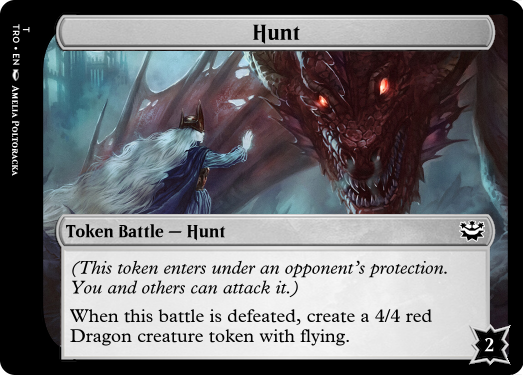 Hunt
Token Battle — Hunt
(This token enters under an opponent's protection.
You and others can attack it.)
When this battle is defeated, create a 4/4 red
Dragon creature token with flying.
2
T
TRO • EN Amelia Poltoracka